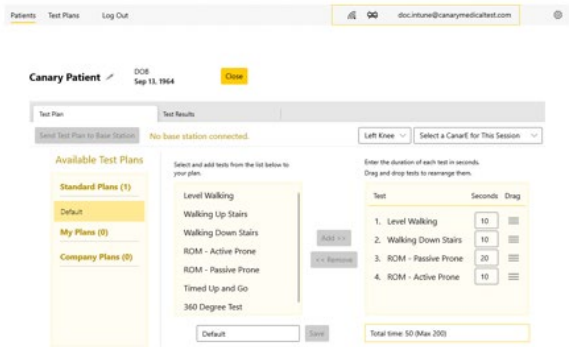 Patients Test Plans Log Out doc.intune@canarymedicaltest.com
Canary Patient DOB Close
Sep 13, 1964
Test Plan Test Results
Send Test Plan to Base Station No base station connected. Left Knee Select a CanarE for This Session
Available Test Plans
Standard Plans (1)
Default
My Plans (0)
Company Plans (0)
Select and add tests from the list below to
your plan.
Level Walking
Walking Up Stairs
Walking Down Stairs
ROM - Active Prone
ROM - Passive Prone
Timed Up and Go
360 Degree Test
Default Save
Add <<
<< Remove
Enter the duration of each test in seconds.
Drag and drop tests to rearrange them.
Test Seconds Drag
1. Level Walking 10
2. Walking Down Stairs 10
3. ROM - Passive Prone 20
4. ROM - Active Prone 10
Total time: 50 (Max 200)